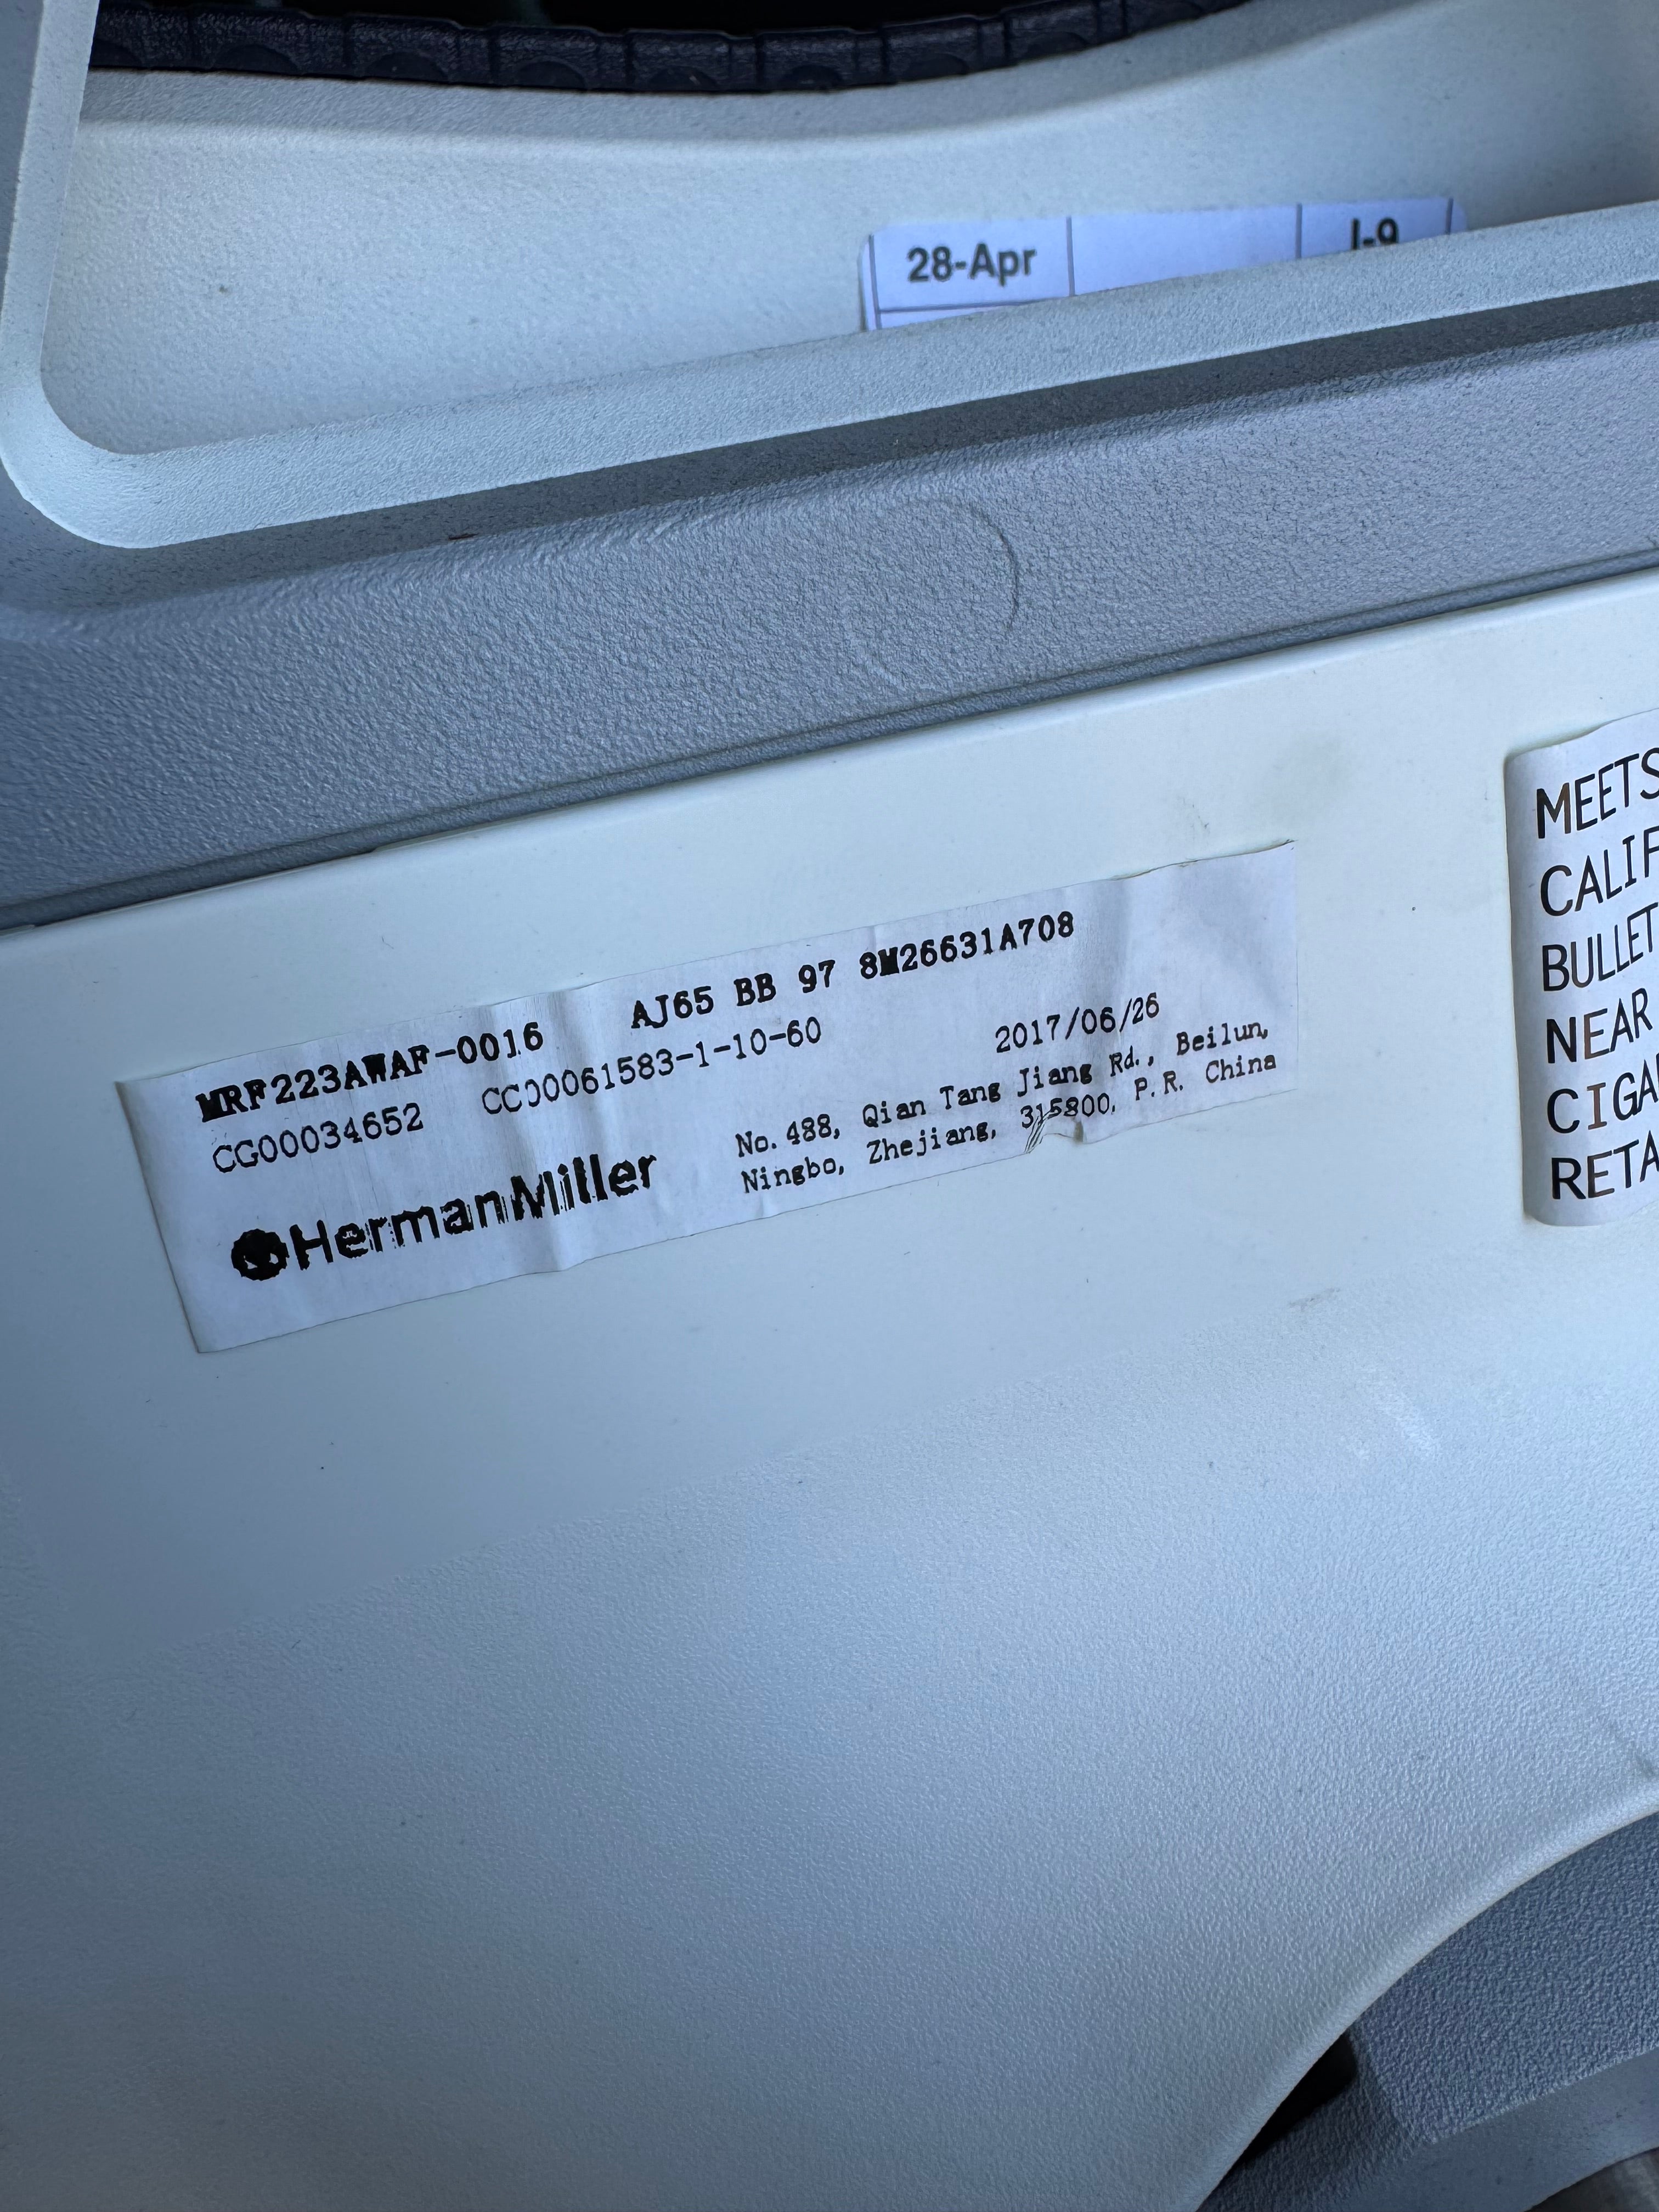 28-Apr J-9
MRF223AWAF-0016 AJ65 BB 97 8M26631A708
CG00034652 CC00061583-1-10-60 2017/06/26
HermanMiller No. 488, Qian Tang Jiang Rd., Beilun,
Ningbo, Zhejiang, 315800, P.R. China
MEETS
CALIF
BULLET
NEAR
CIGA
RETA